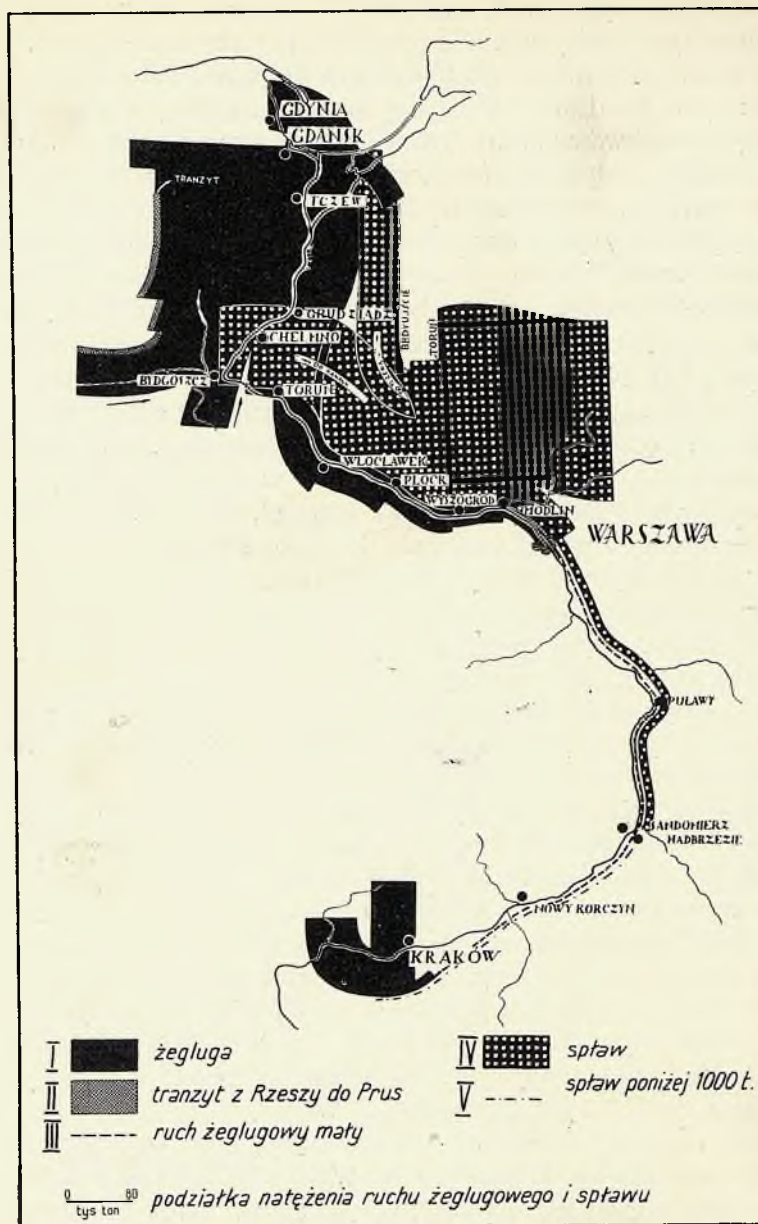 GDYNIA
GDAŃSK
TRANZYT
TCZEW
GRUDZIĄDZ
CHEŁMNO
TORUŃ
BYDGOSZCZ
TORUŃ
WŁOCŁAWEK
PŁOCK
WYSZOGRÓD
MODLIN
WARSZAWA
PUŁAWY
SANDOMIERZ
NADBRZEZIE
NOWY KORCZYN
KRAKÓW
I żegluga
II tranzyt z Rzeszy do Prus
III ruch żeglugowy mały
IV spław
V spław poniżej 1000 t.
0 80
tys ton
podziałka natężenia ruchu żeglugowego i spławu